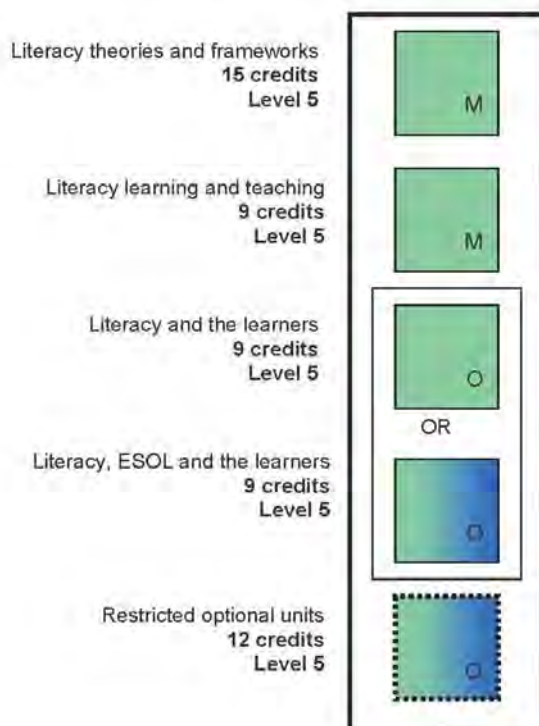 Literacy theories and frameworks
15 credits
Level 5
M
Literacy learning and teaching
9 credits
Level 5
M
Literacy and the learners
9 credits
Level 5
O
OR
Literacy, ESOL and the learners
9 credits
Level 5
O
Restricted optional units
12 credits
Level 5
O